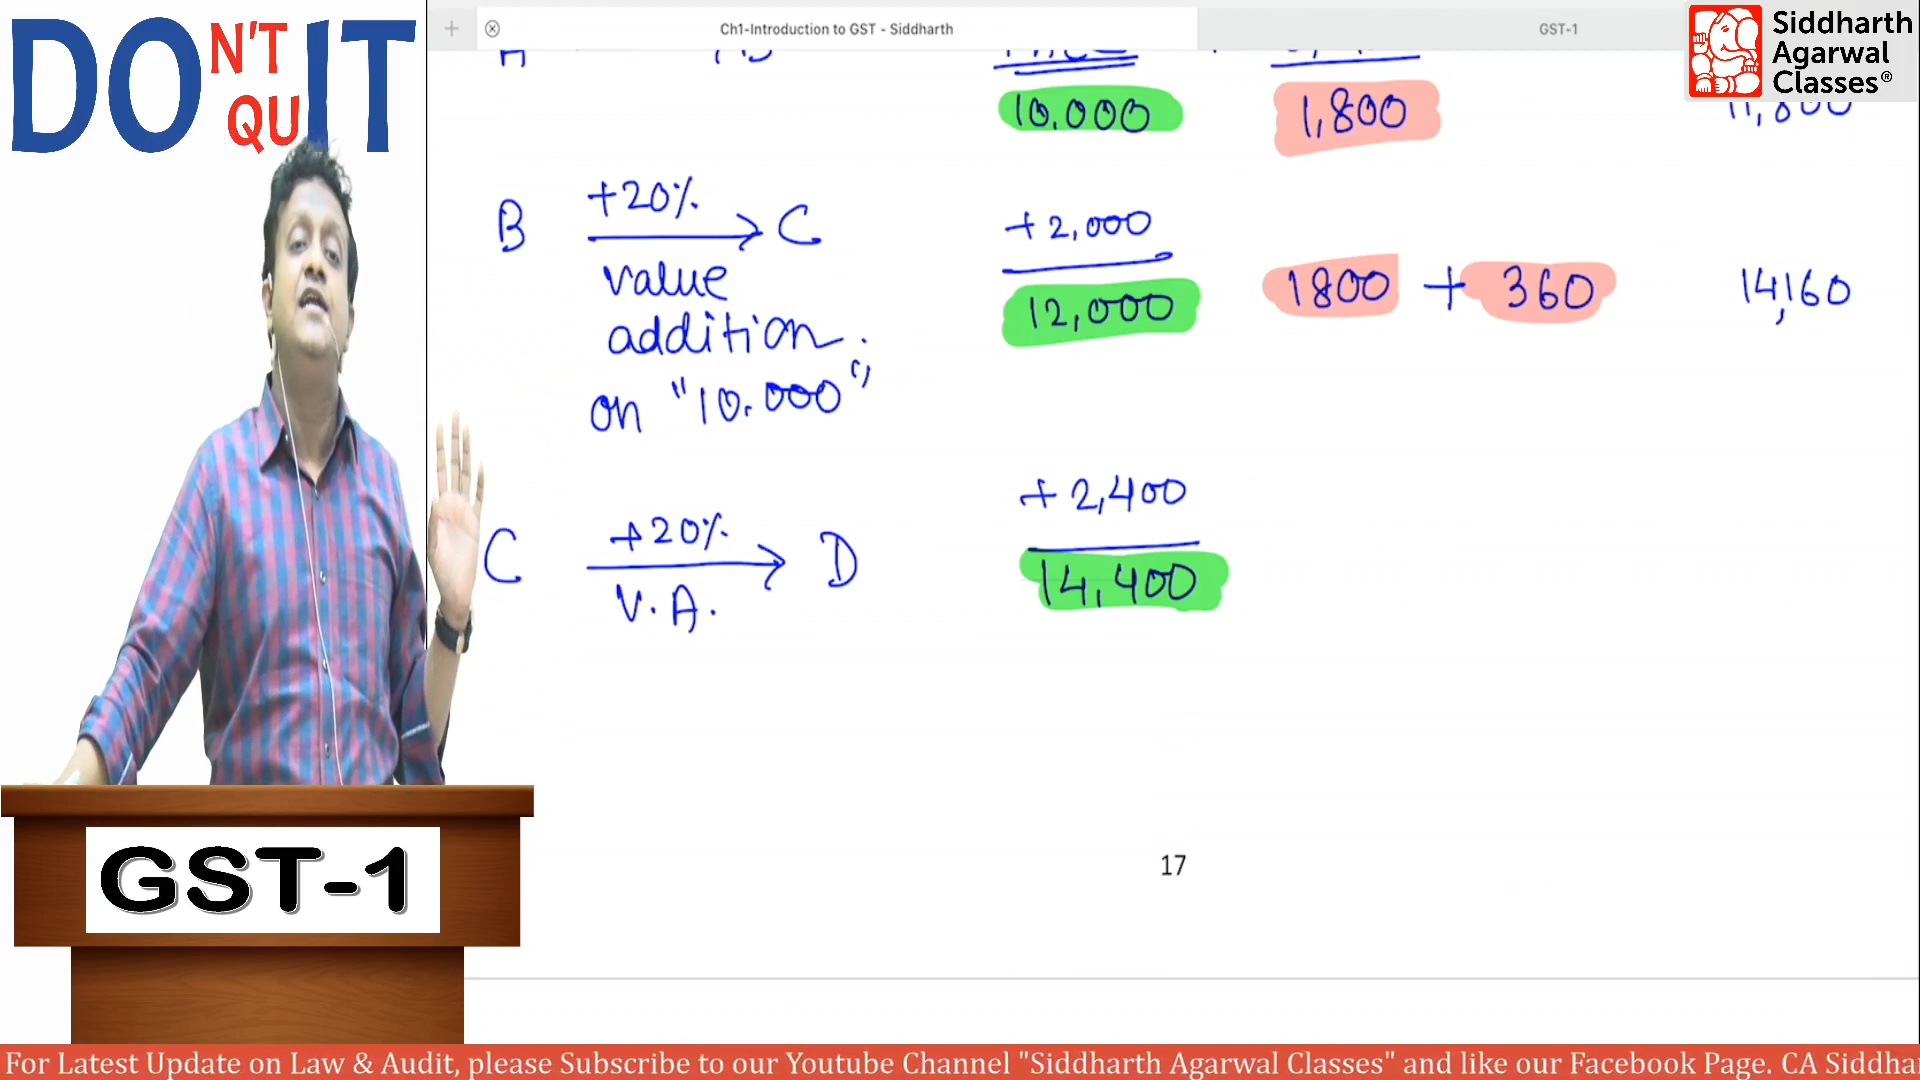 DON'T QUIT
Ch1-Introduction to GST - Siddharth
GST-1
Siddharth
Agarwal
Classes®
A
10.000
1,800
11,800
B +20% → C
value
addition.
on "10.000"
+2,000
12,000
1800 + 360
14,160
C +20% → D
V.A.
+2,400
14,400
GST-1
17
For Latest Update on Law & Audit, please Subscribe to our Youtube Channel "Siddharth Agarwal Classes" and like our Facebook Page. CA Siddha